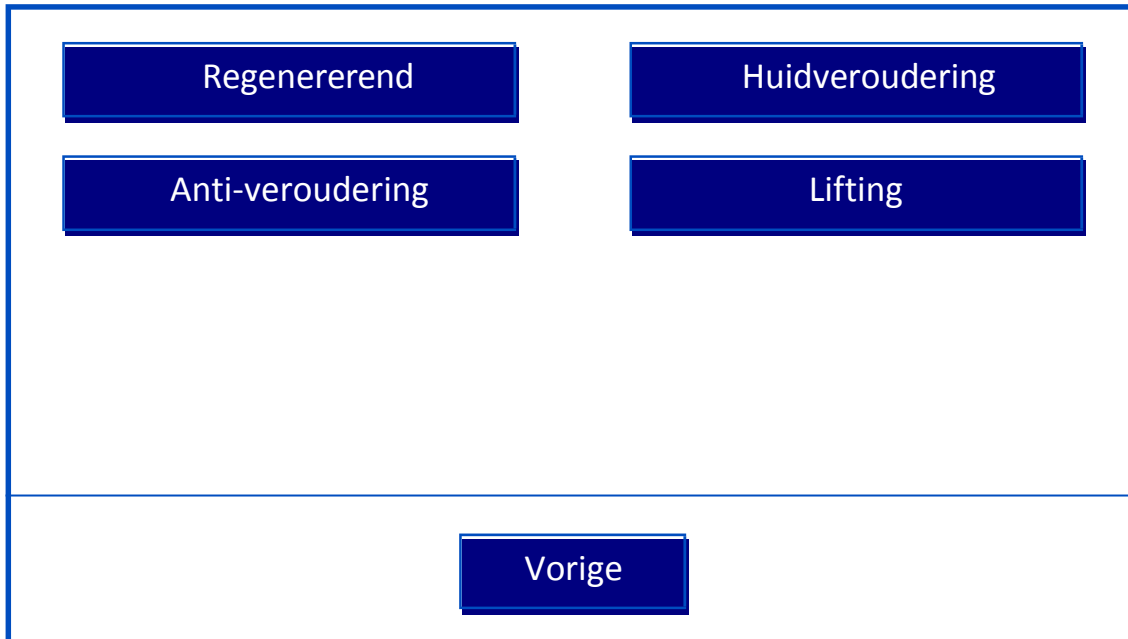 Regenererend
Huidveroudering
Anti-veroudering
Lifting
Vorige